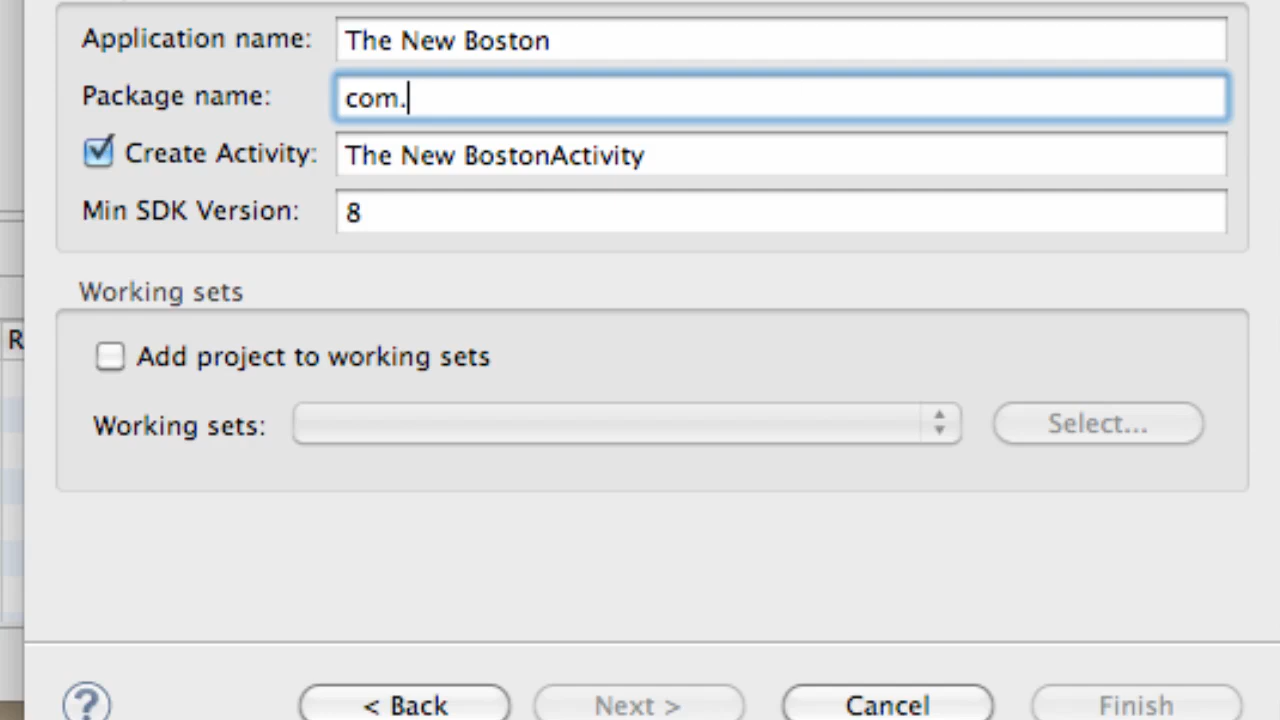 Application name: The New Boston
Package name: com.
Create Activity: The New BostonActivity
Min SDK Version: 8
Working sets
R
Add project to working sets
Working sets: Select...
? < Back Next > Cancel Finish